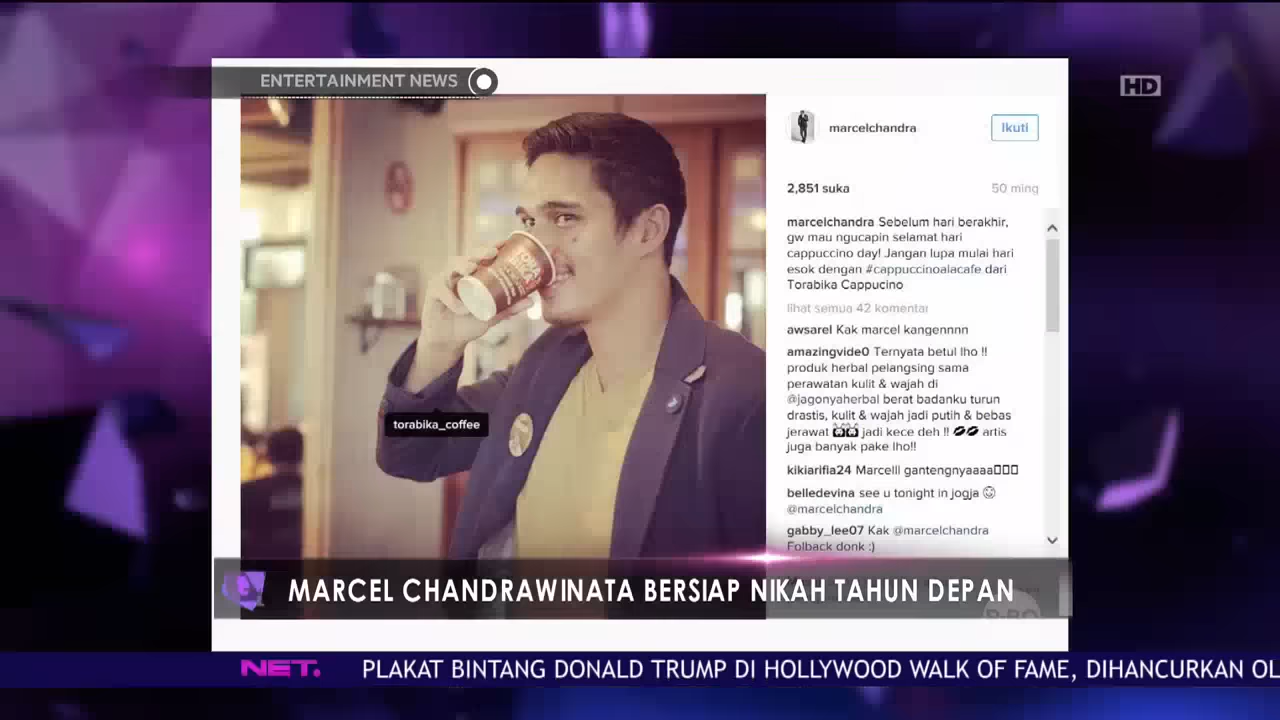 ENTERTAINMENT NEWS
HD
marcelchandra
Ikuti
2,851 suka
50 ming
marcelchandra Sebelum hari berakhir,
gw mau ngucapin selamat hari
cappuccino day! Jangan lupa mulai hari
esok dengan #cappuccinoalacafe dari
Torabika Cappucino
lihat semua 42 komentar
awsarel Kak marcel kangennnn
amazingvide0 Ternyata betul lho !!
produk herbal pelangsing sama
perawatan kulit & wajah di
@jagonyaherbal berat badanku turun
drastis, kulit & wajah jadi putih & bebas
jerawat jadi kece deh !! artis
juga banyak pake lho!!
kikiarifia24 Marcelll gantengnyaaaa
belledevina see u tonight in jogja
@marcelchandra
gabby_lee07 Kak @marcelchandra
Folback donk :)
torabika_coffee
MARCEL CHANDRAWINATA BERSIAP NIKAH TAHUN DEPAN
NET.
PLAKAT BINTANG DONALD TRUMP DI HOLLYWOOD WALK OF FAME, DIHANCURKAN OL